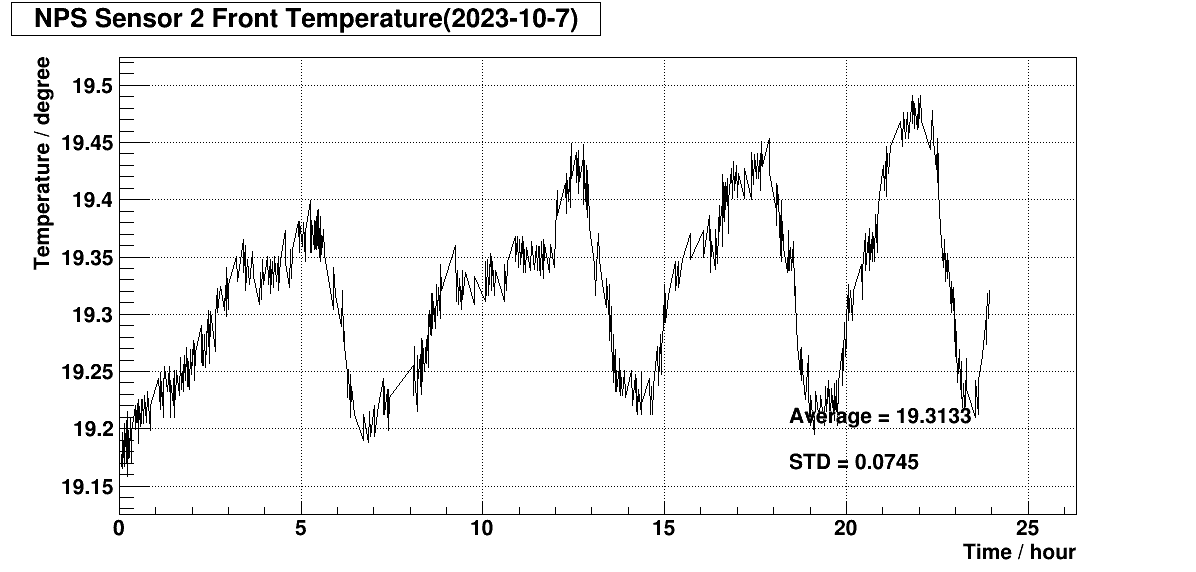 NPS Sensor 2 Front Temperature(2023-10-7)
Temperature / degree
19.5
19.45
19.4
19.35
19.3
19.25
19.2
19.15
Average = 19.3133
STD = 0.0745
0 5 10 15 20 25
Time / hour